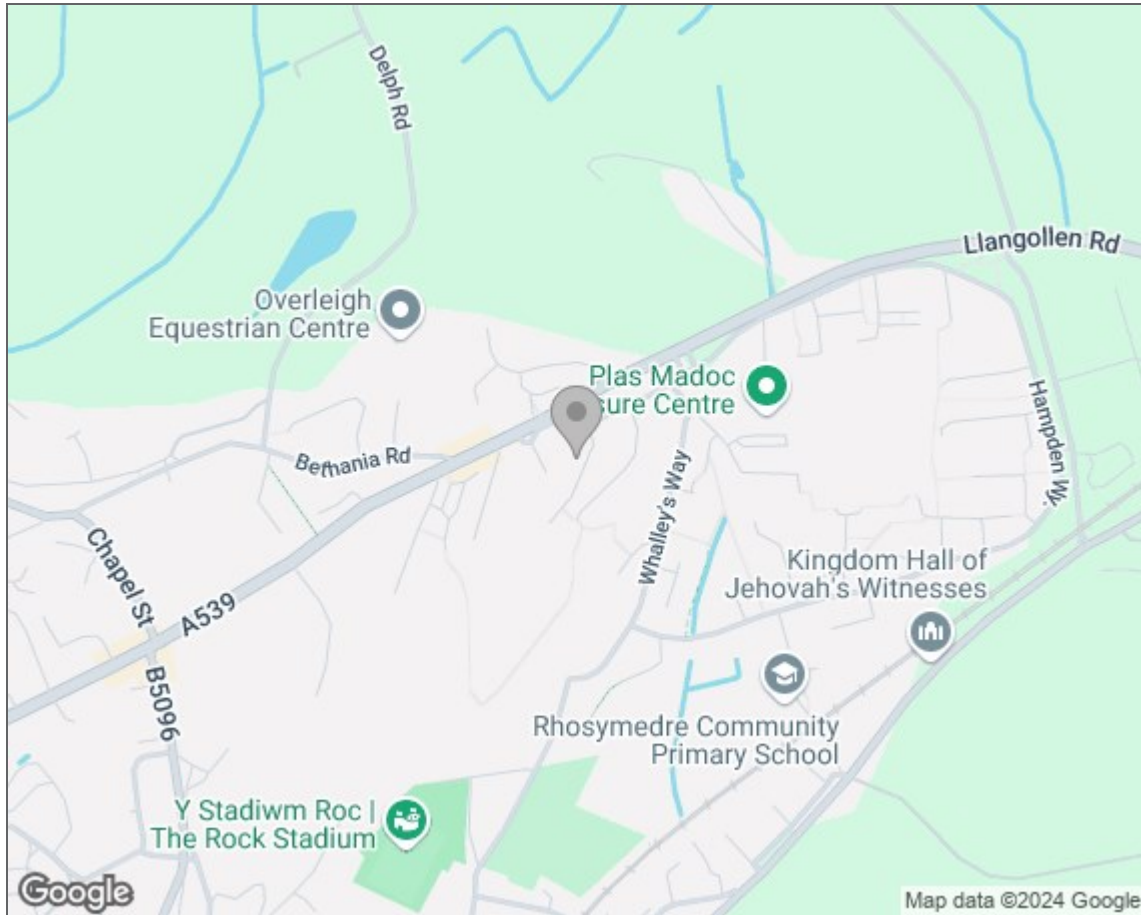 Delph Rd
Llangollen Rd
Overleigh
Equestrian Centre
Plas Madoc
sure Centre
Bethania Rd
Hampden Wy.
Whalley's Way
Chapel St
A539
Kingdom Hall of
Jehovah's Witnesses
B5096
Rhosymedre Community
Primary School
Y Stadiwm Roc |
The Rock Stadium
Google
Map data ©2024 Google